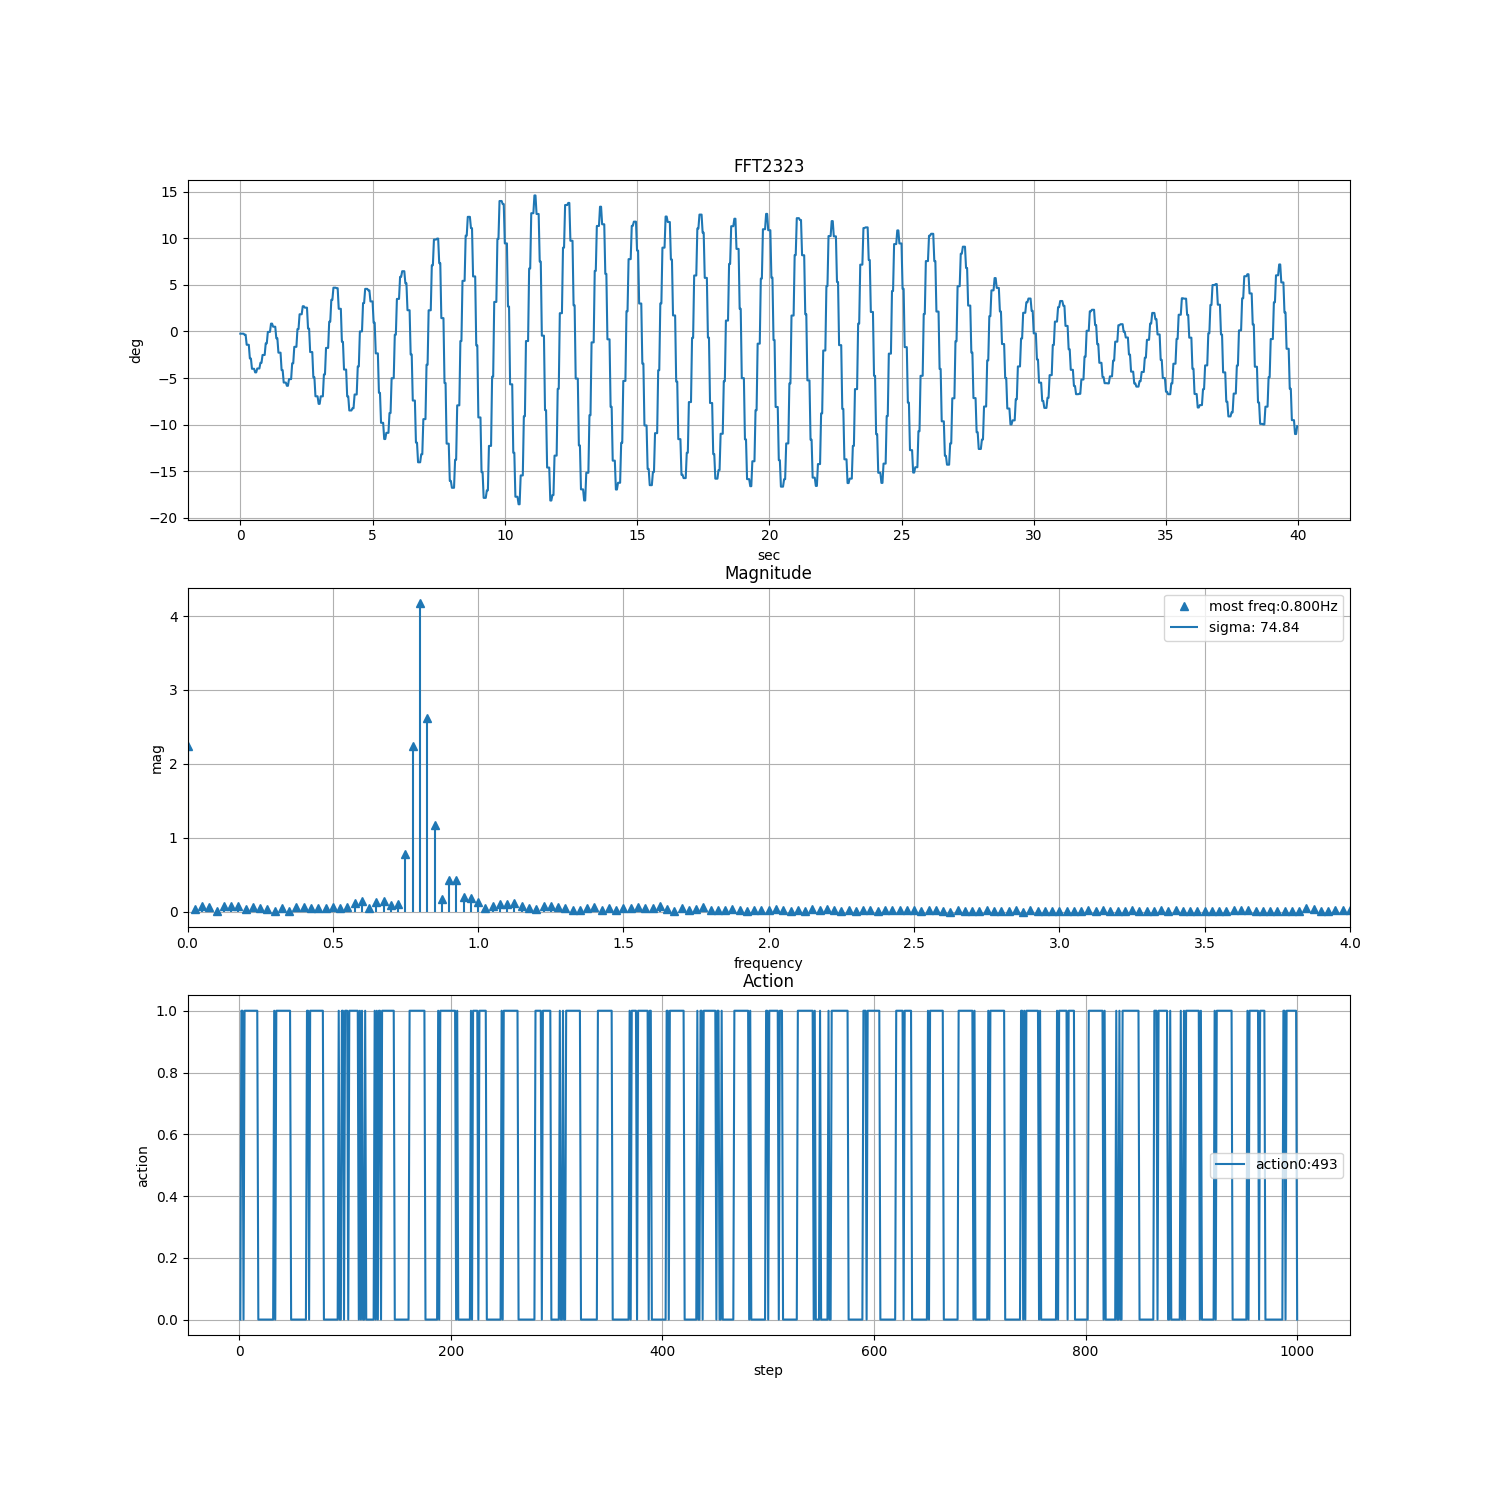 FFT2323
15
10
5
0
−5
−10
−15
−20
deg
0 5 10 15 20 25 30 35 40
sec
Magnitude
4
3
2
1
0
mag
most freq:0.800Hz
sigma: 74.84
0.0 0.5 1.0 1.5 2.0 2.5 3.0 3.5 4.0
frequency
Action
1.0
0.8
0.6
0.4
0.2
0.0
action
action0:493
0 200 400 600 800 1000
step